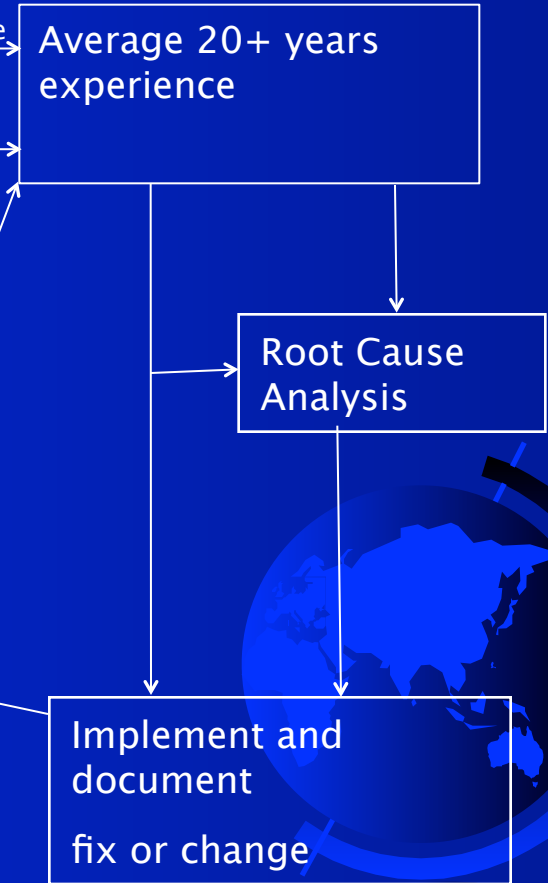 Average 20+ years
experience
Root Cause
Analysis
Implement and
document
fix or change